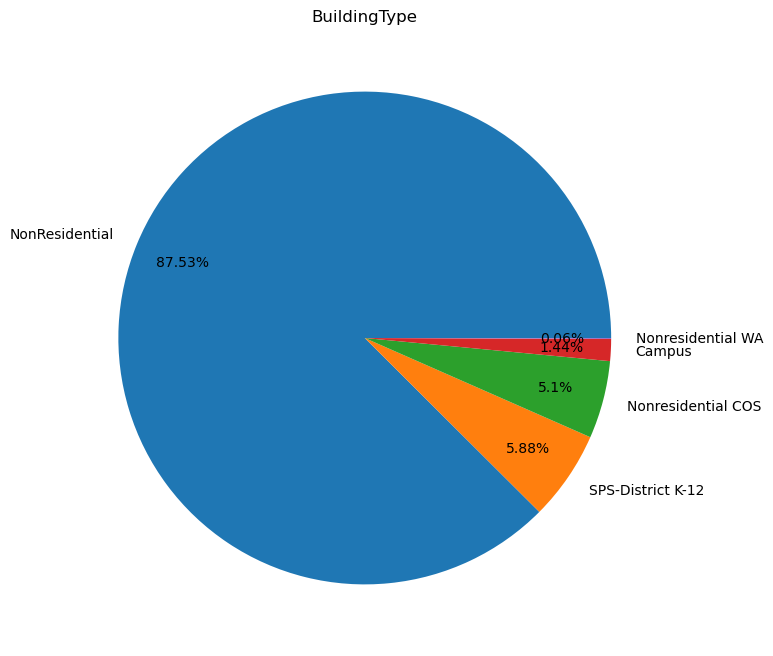 BuildingType
NonResidential
87.53%
0.06%
Nonresidential WA
1.44%
Campus
5.1%
Nonresidential COS
5.88%
SPS-District K-12